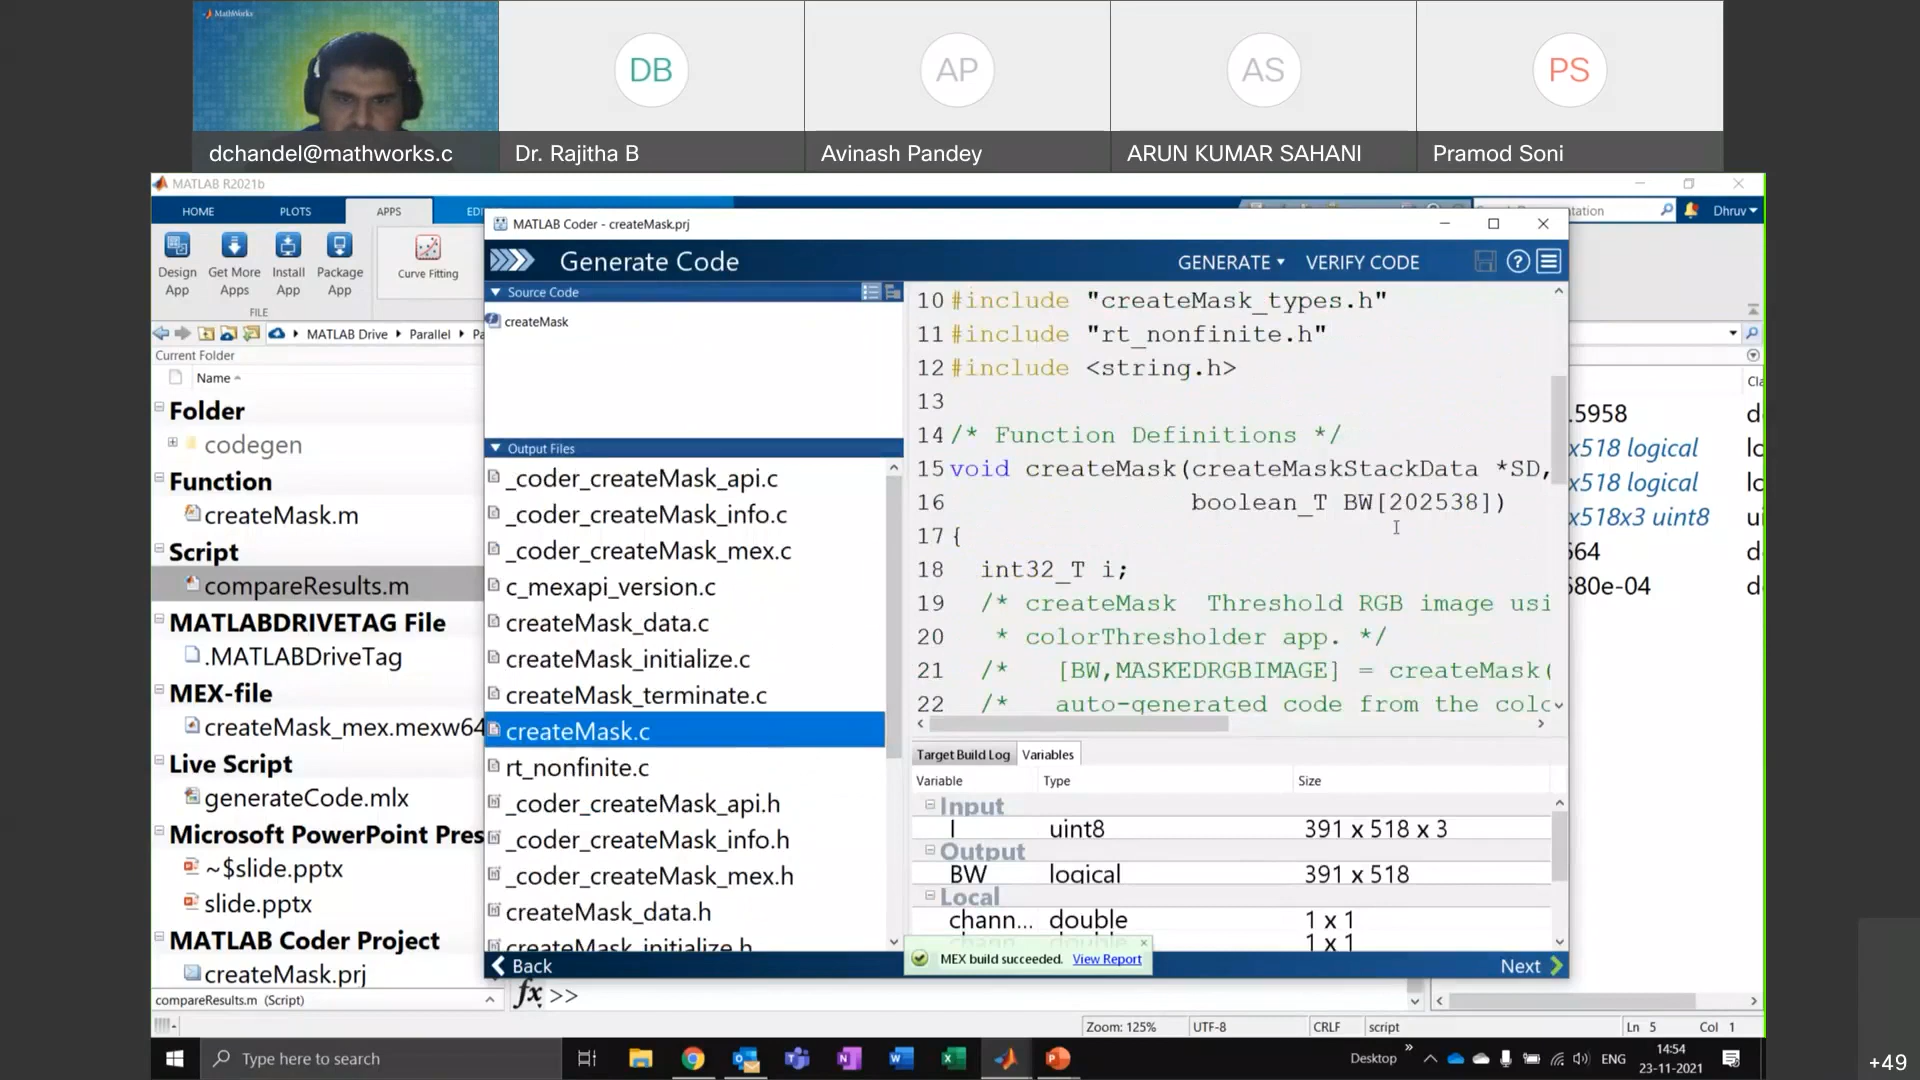 MathWorks
DB
AP
AS
PS
dchandel@mathworks.c
Dr. Rajitha B
Avinash Pandey
ARUN KUMAR SAHANI
Pramod Soni
MATLAB R2021b
HOME
PLOTS
APPS
Dhruv
Design App
Get More Apps
Install App
Package App
Curve Fitting
FILE
MATLAB Drive
Parallel
Current Folder
Name
Folder
codegen
Function
createMask.m
Script
compareResults.m
MATLABDRIVETAG File
.MATLABDriveTag
MEX-file
createMask_mex.mexw64
Live Script
generateCode.mlx
Microsoft PowerPoint Pres
~$slide.pptx
slide.pptx
MATLAB Coder Project
createMask.prj
compareResults.m (Script)
MATLAB Coder - createMask.prj
Generate Code
GENERATE
VERIFY CODE
Source Code
createMask
Output Files
_coder_createMask_api.c
_coder_createMask_info.c
_coder_createMask_mex.c
c_mexapi_version.c
createMask_data.c
createMask_initialize.c
createMask_terminate.c
createMask.c
rt_nonfinite.c
_coder_createMask_api.h
_coder_createMask_info.h
_coder_createMask_mex.h
createMask_data.h
createMask_initialize.h
10 #include "createMask_types.h"
11 #include "rt_nonfinite.h"
12 #include <string.h>
13
14 /* Function Definitions */
15 void createMask(createMaskStackData *SD,
16 boolean_T BW[202538])
17 {
18 int32_T i;
19 /* createMask  Threshold RGB image usi
20 * colorThresholder app. */
21 /* [BW,MASKEDRGBIMAGE] = createMask(
22 /* auto-generated code from the colo
Target Build Log
Variables
Variable Type Size
Input
I uint8 391 x 518 x 3
Output
BW logical 391 x 518
Local
chann... double 1 x 1
1 x 1
MEX build succeeded. View Report
Back
Next
.5958
x518 logical
x518 logical
x518x3 uint8
564
580e-04
fx >>
Zoom: 125%
UTF-8
CRLF
script
Ln 5
Col 1
Type here to search
Desktop
ENG
14:54
23-11-2021
+49